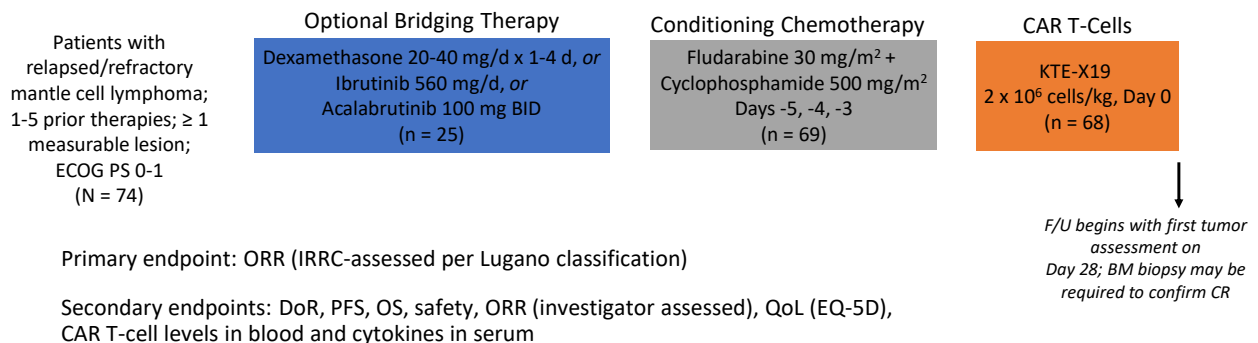 Patients with
relapsed/refractory
mantle cell lymphoma;
1-5 prior therapies; ≥ 1
measurable lesion;
ECOG PS 0-1
(N = 74)
Optional Bridging Therapy
Dexamethasone 20-40 mg/d x 1-4 d, or
Ibrutinib 560 mg/d, or
Acalabrutinib 100 mg BID
(n = 25)
Conditioning Chemotherapy
Fludarabine 30 mg/m² +
Cyclophosphamide 500 mg/m²
Days -5, -4, -3
(n = 69)
CAR T-Cells
KTE-X19
2 x 10⁶ cells/kg, Day 0
(n = 68)
F/U begins with first tumor
assessment on
Day 28; BM biopsy may be
required to confirm CR
Primary endpoint: ORR (IRRC-assessed per Lugano classification)
Secondary endpoints: DoR, PFS, OS, safety, ORR (investigator assessed), QoL (EQ-5D),
CAR T-cell levels in blood and cytokines in serum